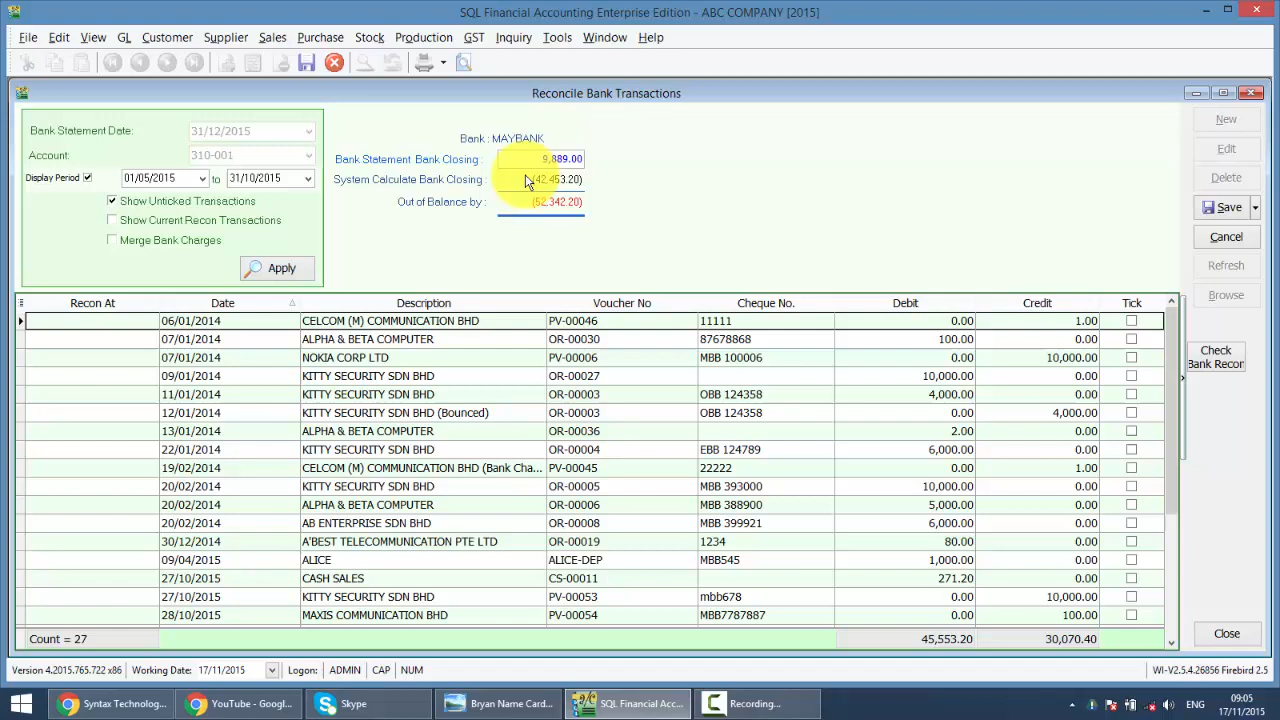 SQL Financial Accounting Enterprise Edition - ABC COMPANY [2015]
File Edit View GL Customer Supplier Sales Purchase Stock Production GST Inquiry Tools Window Help
Reconcile Bank Transactions
Bank Statement Date: 31/12/2015
Account: 310-001
Display Period 01/05/2015 to 31/10/2015
Show Unticked Transactions
Show Current Recon Transactions
Merge Bank Charges
Apply
Bank : MAYBANK
Bank Statement Bank Closing : 9,889.00
System Calculate Bank Closing : (42,453.20)
Out of Balance by : (52,342.20)
New
Edit
Delete
Save
Cancel
Refresh
Browse
Check
Bank Recon
Close
Recon At Date Description Voucher No Cheque No. Debit Credit Tick
06/01/2014 CELCOM (M) COMMUNICATION BHD PV-00046 11111 0.00 1.00
07/01/2014 ALPHA & BETA COMPUTER OR-00030 87678668 100.00 0.00
07/01/2014 NOKIA CORP LTD PV-00006 MBB 100006 0.00 10,000.00
09/01/2014 KITTY SECURITY SDN BHD OR-00027 10,000.00 0.00
11/01/2014 KITTY SECURITY SDN BHD OR-00003 OBB 124358 4,000.00 0.00
12/01/2014 KITTY SECURITY SDN BHD (Bounced) OR-00003 OBB 124358 0.00 4,000.00
13/01/2014 ALPHA & BETA COMPUTER OR-00036 2.00 0.00
22/01/2014 KITTY SECURITY SDN BHD OR-00004 EBB 124789 6,000.00 0.00
19/02/2014 CELCOM (M) COMMUNICATION BHD (Bank Cha... PV-00045 22222 0.00 1.00
20/02/2014 KITTY SECURITY SDN BHD OR-00005 MBB 393000 10,000.00 0.00
20/02/2014 ALPHA & BETA COMPUTER OR-00006 MBB 388900 5,000.00 0.00
20/02/2014 AB ENTERPRISE SDN BHD OR-00008 MBB 399921 6,000.00 0.00
30/12/2014 A'BEST TELECOMMUNICATION PTE LTD OR-00019 1234 80.00 0.00
09/04/2015 ALICE ALICE-DEP MBB545 1,000.00 0.00
27/10/2015 CASH SALES CS-00011 271.20 0.00
27/10/2015 KITTY SECURITY SDN BHD PV-00053 mbb678 0.00 10,000.00
28/10/2015 MAXIS COMMUNICATION BHD PV-00054 MBB7787887 0.00 100.00
Count = 27 45,553.20 30,070.40
Version 4.2015.765.722 x86 Working Date: 17/11/2015 Logon: ADMIN CAP NUM WI-V2.5.4.26856 Firebird 2.5
Syntax Technolog... YouTube - Googl... Skype Bryan Name Card... SQL Financial Acc... Recording... ENG 09:05
17/11/2015